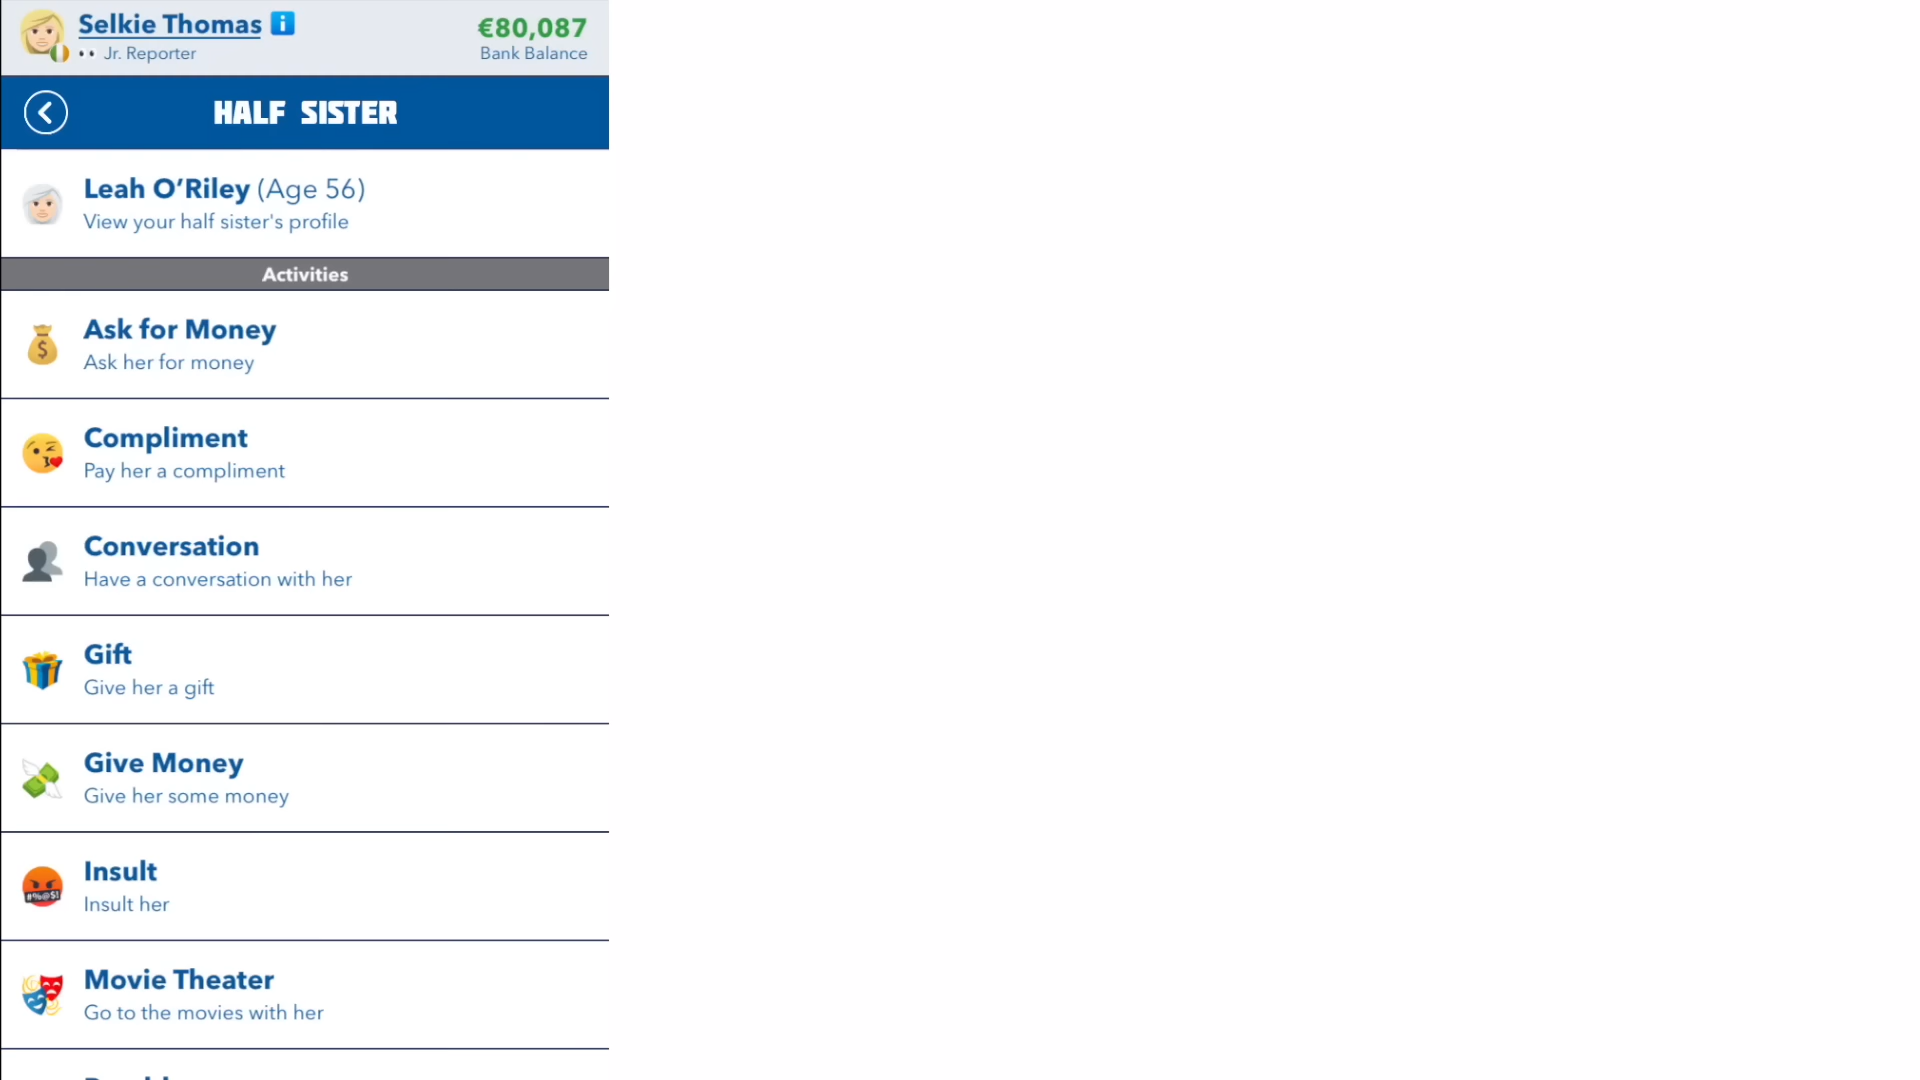 Selkie Thomas
Jr. Reporter
€80,087
Bank Balance
HALF SISTER
Leah O’Riley (Age 56)
View your half sister's profile
Activities
Ask for Money
Ask her for money
Compliment
Pay her a compliment
Conversation
Have a conversation with her
Gift
Give her a gift
Give Money
Give her some money
Insult
Insult her
Movie Theater
Go to the movies with her